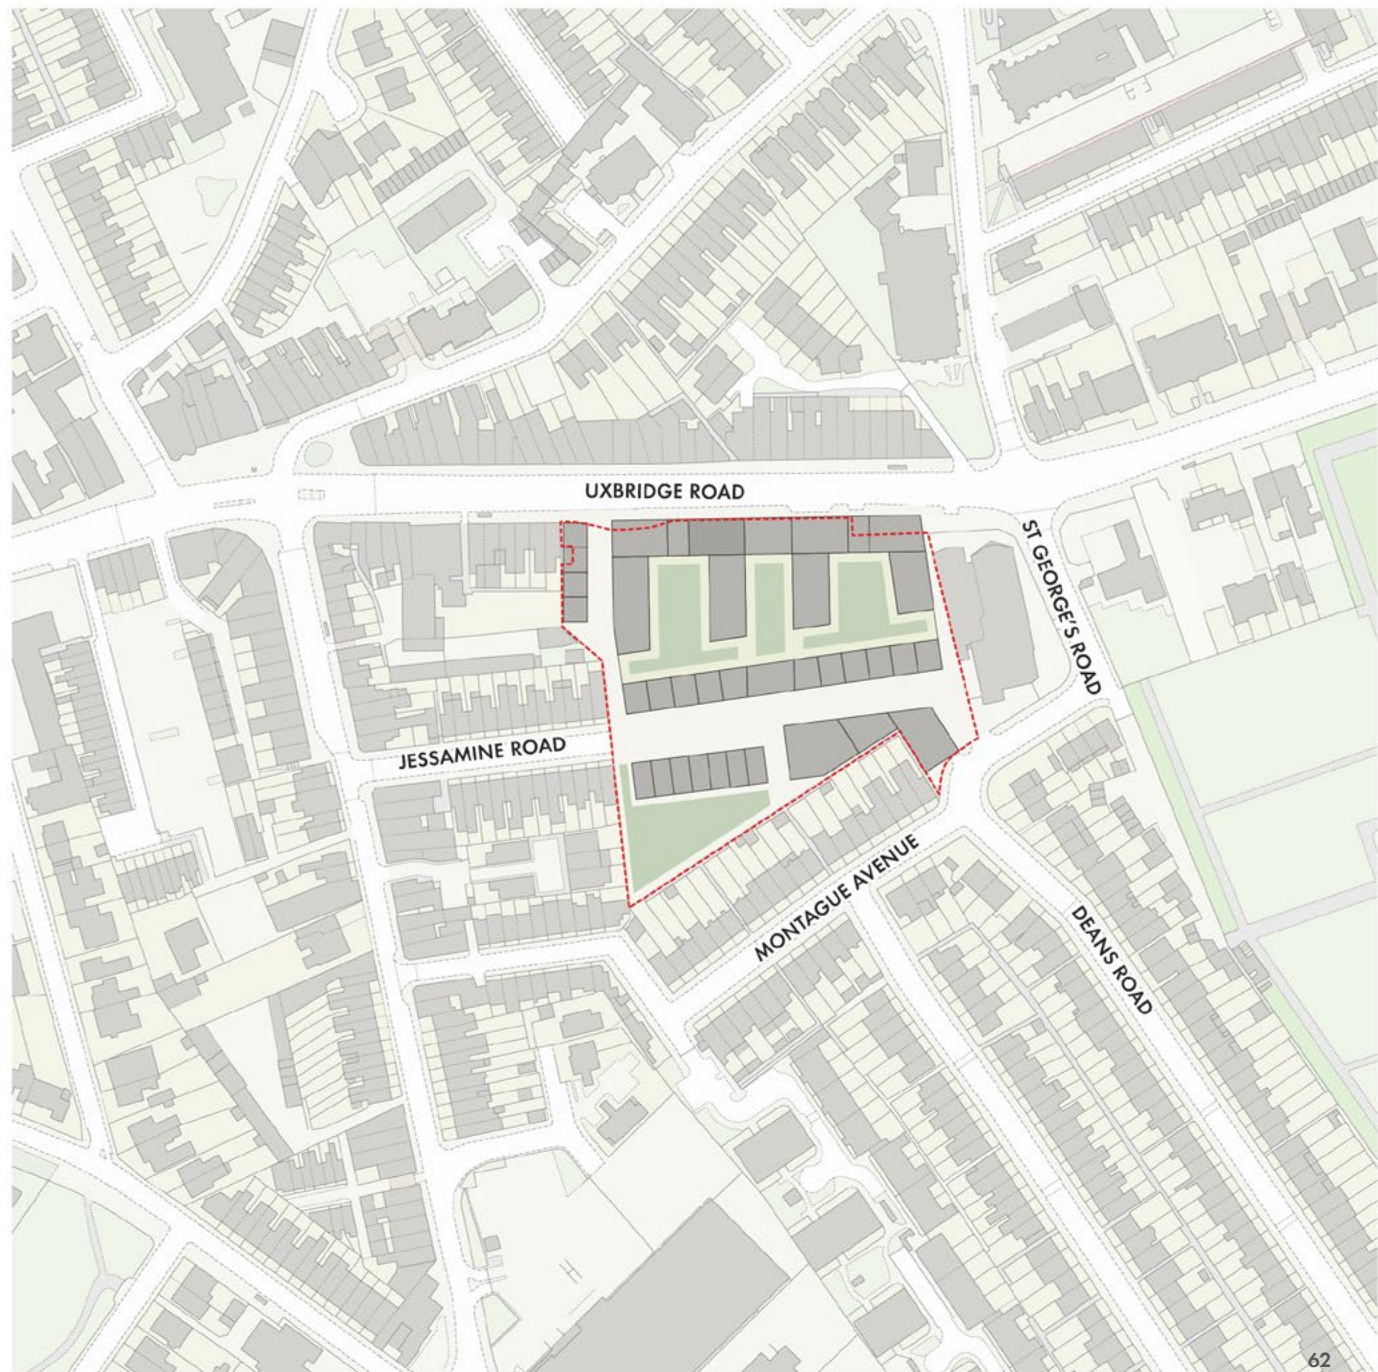 UXBRIDGE ROAD
ST GEORGE'S ROAD
JESSAMINE ROAD
MONTAGUE AVENUE
DEANS ROAD
62